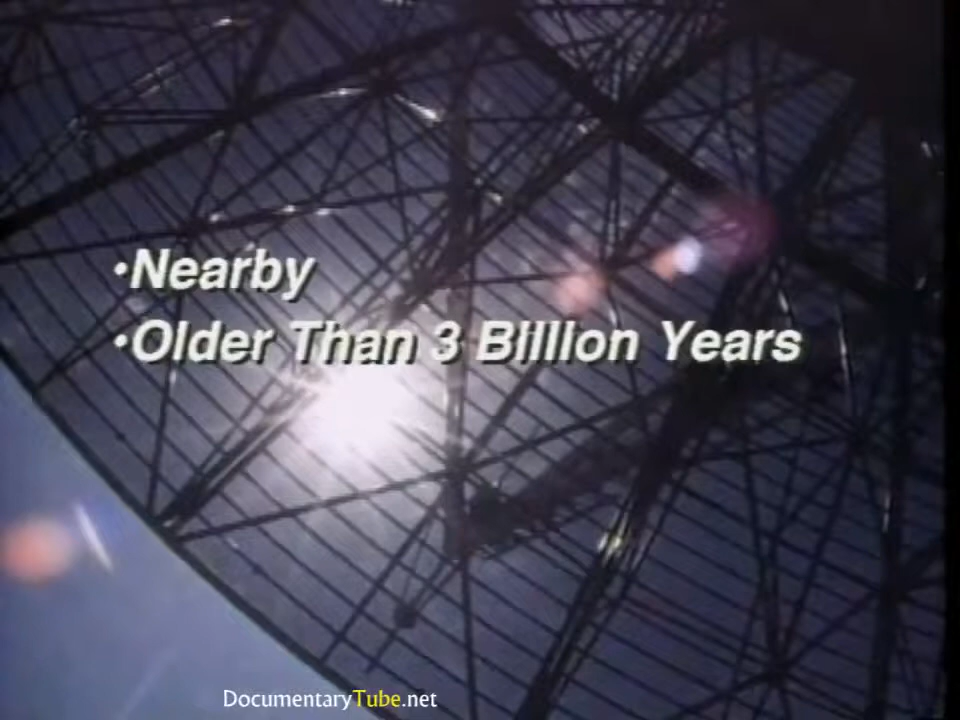 •Nearby
•Older Than 3 Billion Years
DocumentaryTube.net